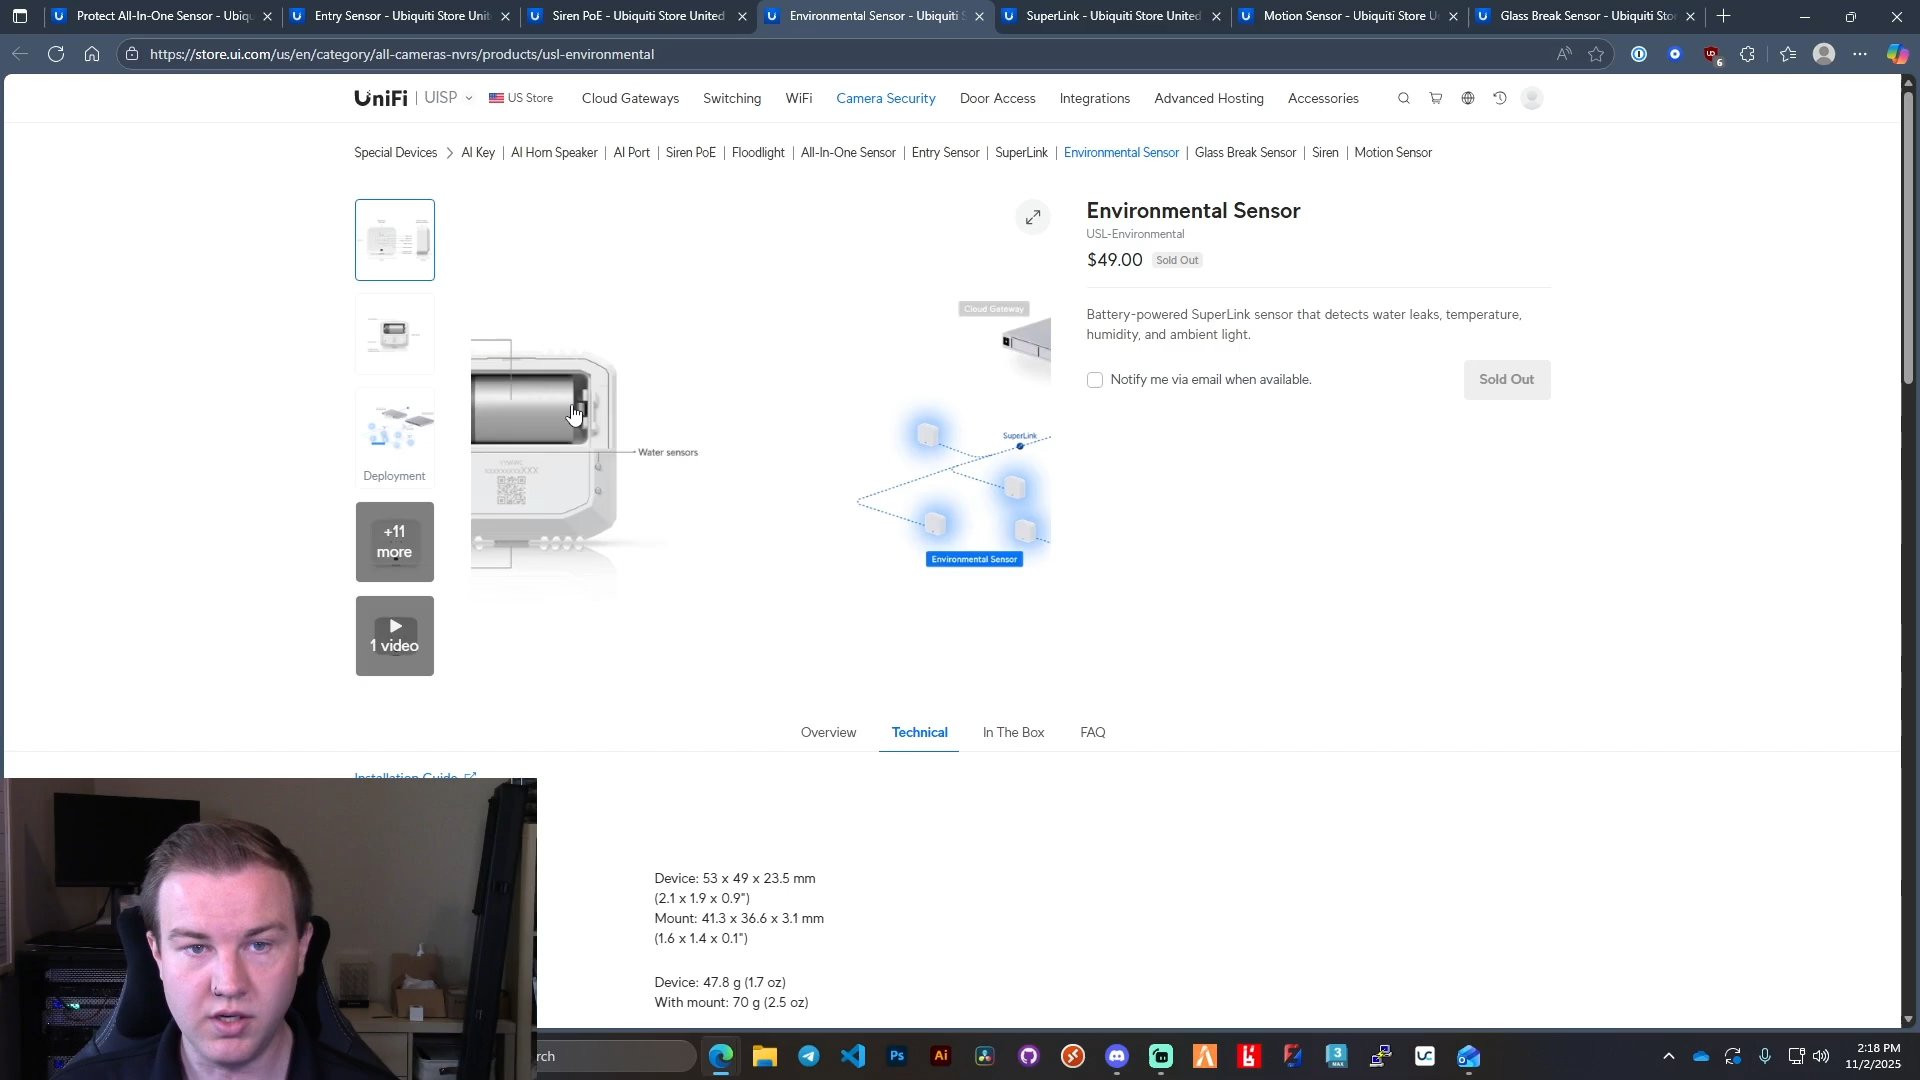 Protect All-In-One Sensor - Ubiqu
Entry Sensor - Ubiquiti Store Unit
Siren PoE - Ubiquiti Store United
Environmental Sensor - Ubiquiti S
SuperLink - Ubiquiti Store United
Motion Sensor - Ubiquiti Store U
Glass Break Sensor - Ubiquiti Sto
https://store.ui.com/us/en/category/all-cameras-nvrs/products/usl-environmental
6
UniFi | UISP US Store Cloud Gateways Switching WiFi Camera Security Door Access Integrations Advanced Hosting Accessories
Special Devices > AI Key | AI Horn Speaker | AI Port | Siren PoE | Floodlight | All-In-One Sensor | Entry Sensor | SuperLink | Environmental Sensor | Glass Break Sensor | Siren | Motion Sensor
Environmental Sensor
USL-Environmental
$49.00 Sold Out
Battery-powered SuperLink sensor that detects water leaks, temperature,
humidity, and ambient light.
Notify me via email when available.
Sold Out
Cloud Gateway
SuperLink
Water sensors
Environmental Sensor
Deployment
+11
more
1 video
Overview Technical In The Box FAQ
Installation Guide
Device: 53 x 49 x 23.5 mm
(2.1 x 1.9 x 0.9")
Mount: 41.3 x 36.6 x 3.1 mm
(1.6 x 1.4 x 0.1")
Device: 47.8 g (1.7 oz)
With mount: 70 g (2.5 oz)
rch
Ps
Ai
3
MAX
2:18 PM
11/2/2025